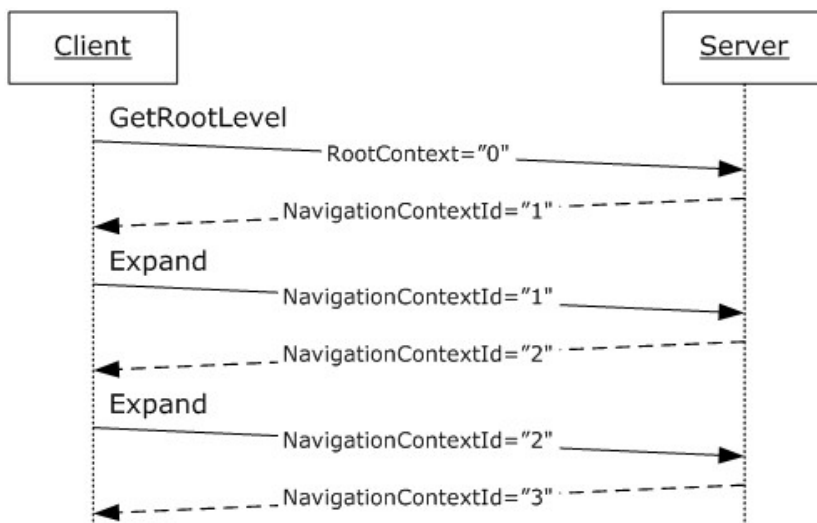 Client
Server
GetRootLevel
RootContext=”0"
NavigationContextId=”1"
Expand
NavigationContextId=”1"
NavigationContextId=”2"
Expand
NavigationContextId=”2"
NavigationContextId=”3"